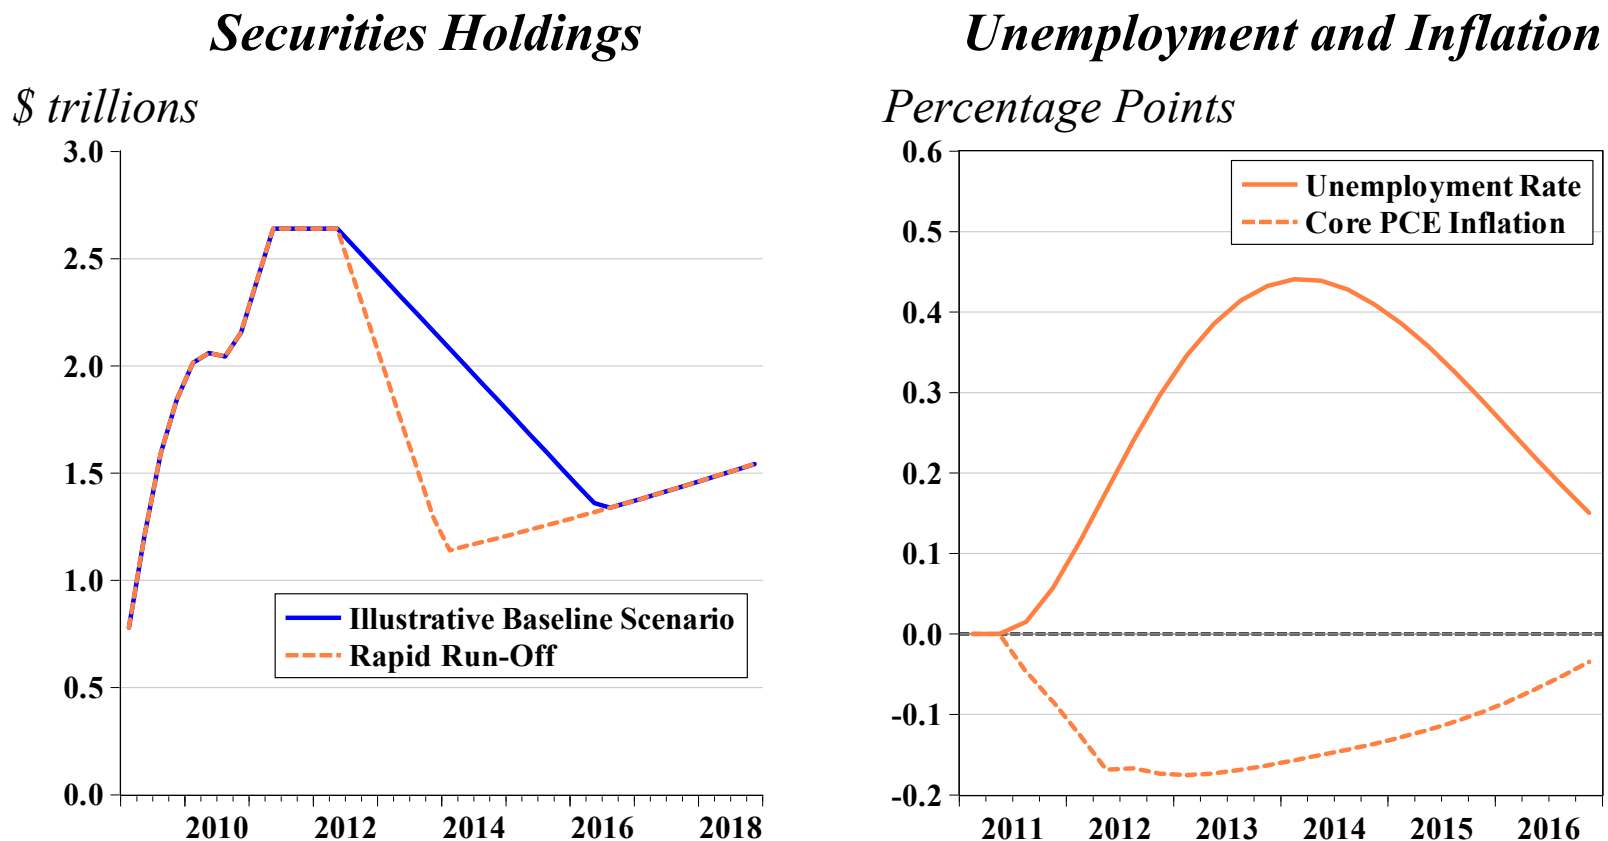 Securities Holdings
$ trillions
3.0
2.5
2.0
1.5
1.0
0.5
0.0
Illustrative Baseline Scenario
Rapid Run-Off
2010 2012 2014 2016 2018
Unemployment and Inflation
Percentage Points
0.6
0.5
0.4
0.3
0.2
0.1
0.0
-0.1
-0.2
Unemployment Rate
Core PCE Inflation
2011 2012 2013 2014 2015 2016